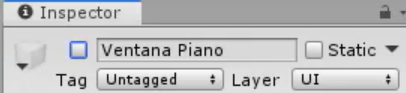 Inspector
Ventana Piano Static
Tag Untagged Layer UI